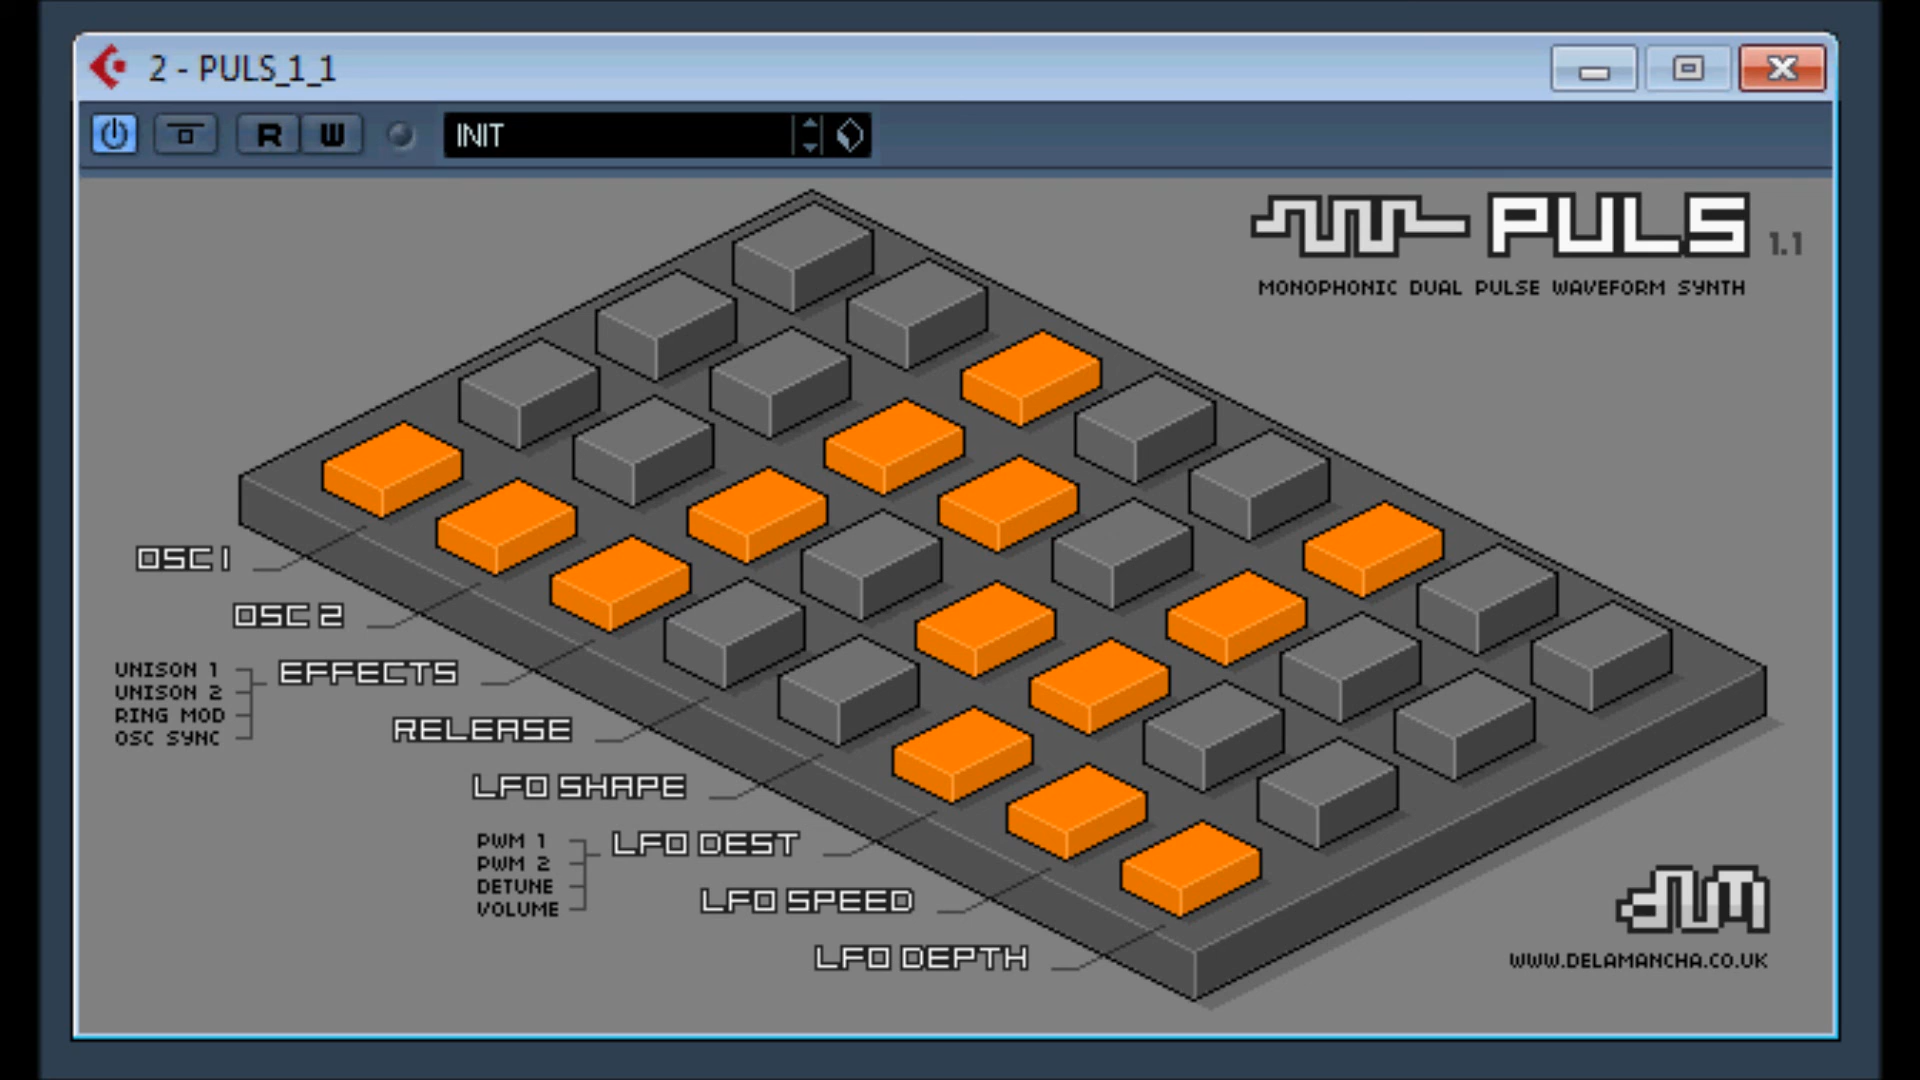 2 - PULS_1_1
R W
INIT
PULS 1.1
MONOPHONIC DUAL PULSE WAVEFORM SYNTH
OSC 1
OSC 2
EFFECTS
UNISON 1
UNISON 2
RING MOD
OSC SYNC
RELEASE
LFO SHAPE
LFO DEST
PWM 1
PWM 2
DETUNE
VOLUME
LFO SPEED
LFO DEPTH
dlm
WWW.DELAMANCHA.CO.UK